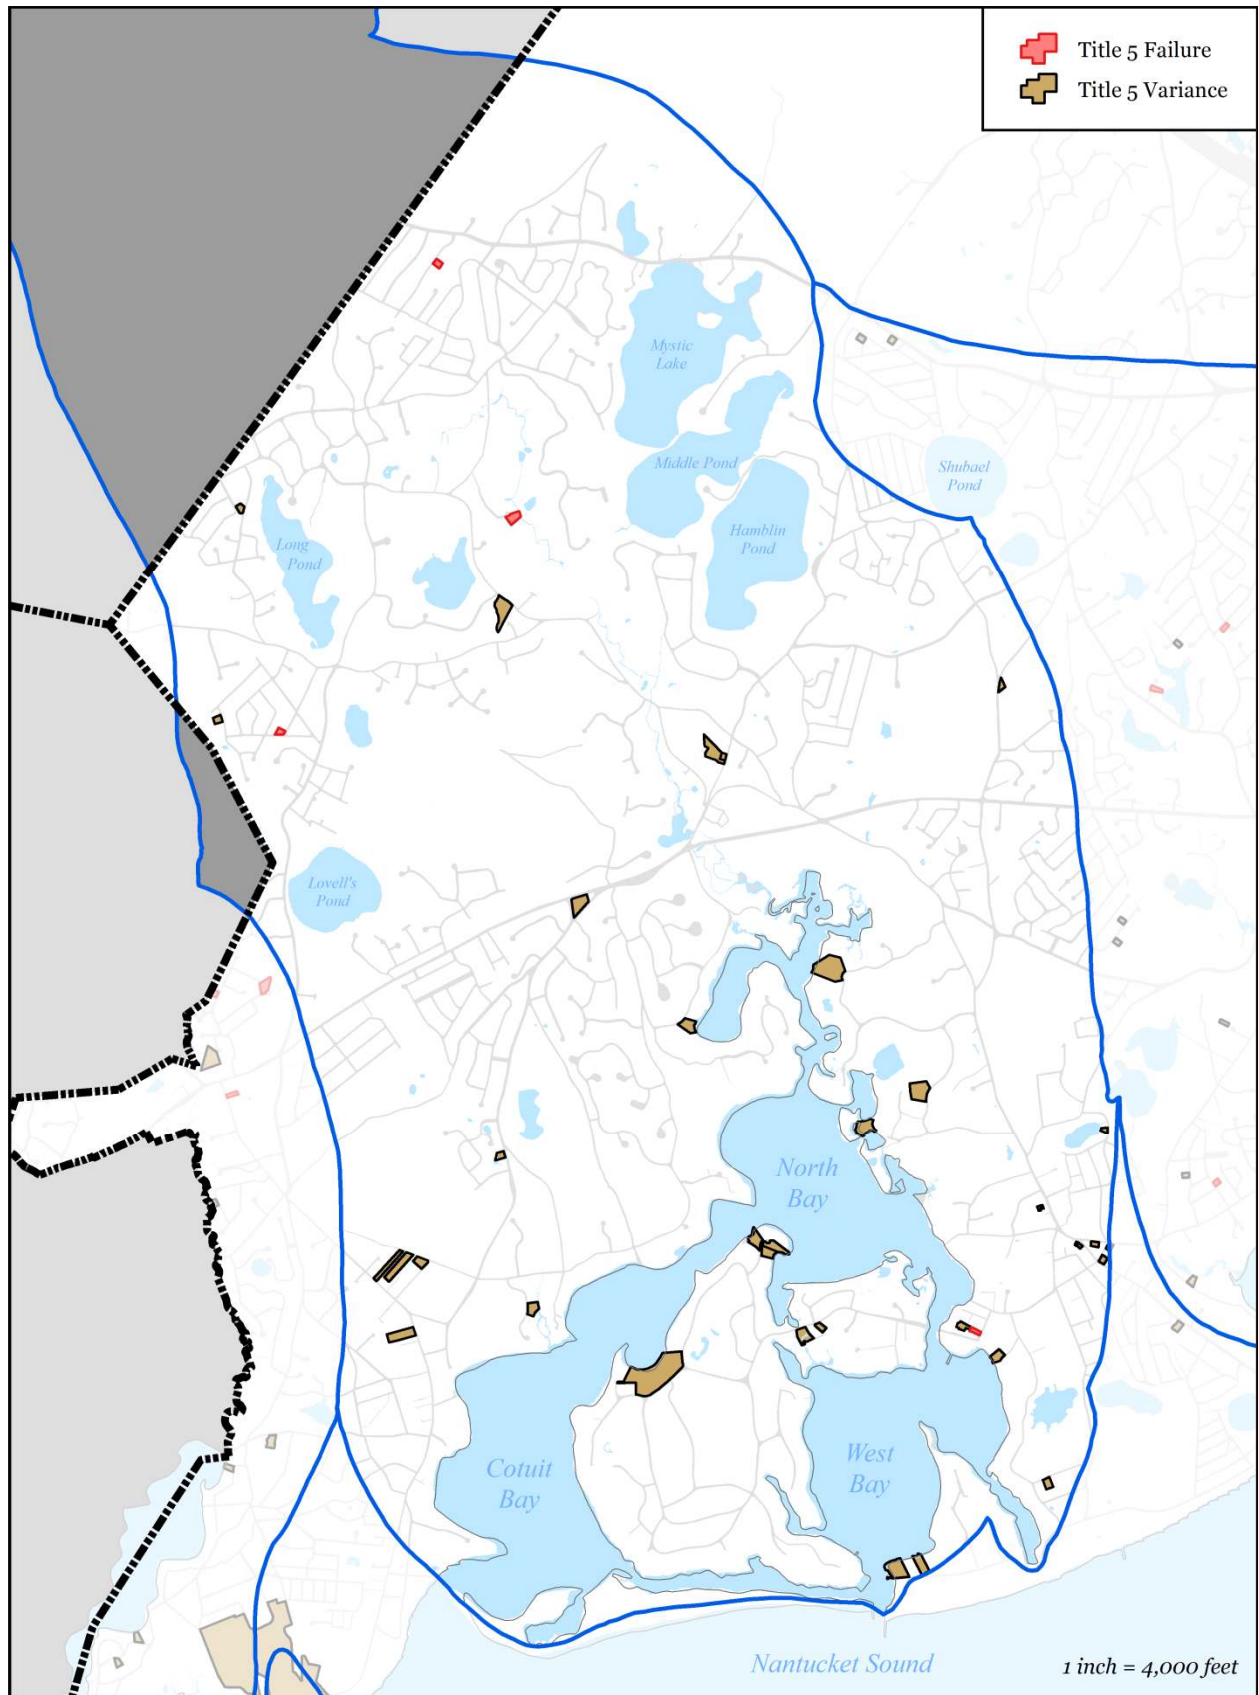 Title 5 Failure
Title 5 Variance
Mystic
Lake
Middle Pond
Shubael
Pond
Hamblin
Pond
Long
Pond
Lovell's
Pond
North
Bay
Cotuit
Bay
West
Bay
Nantucket Sound
1 inch = 4,000 feet